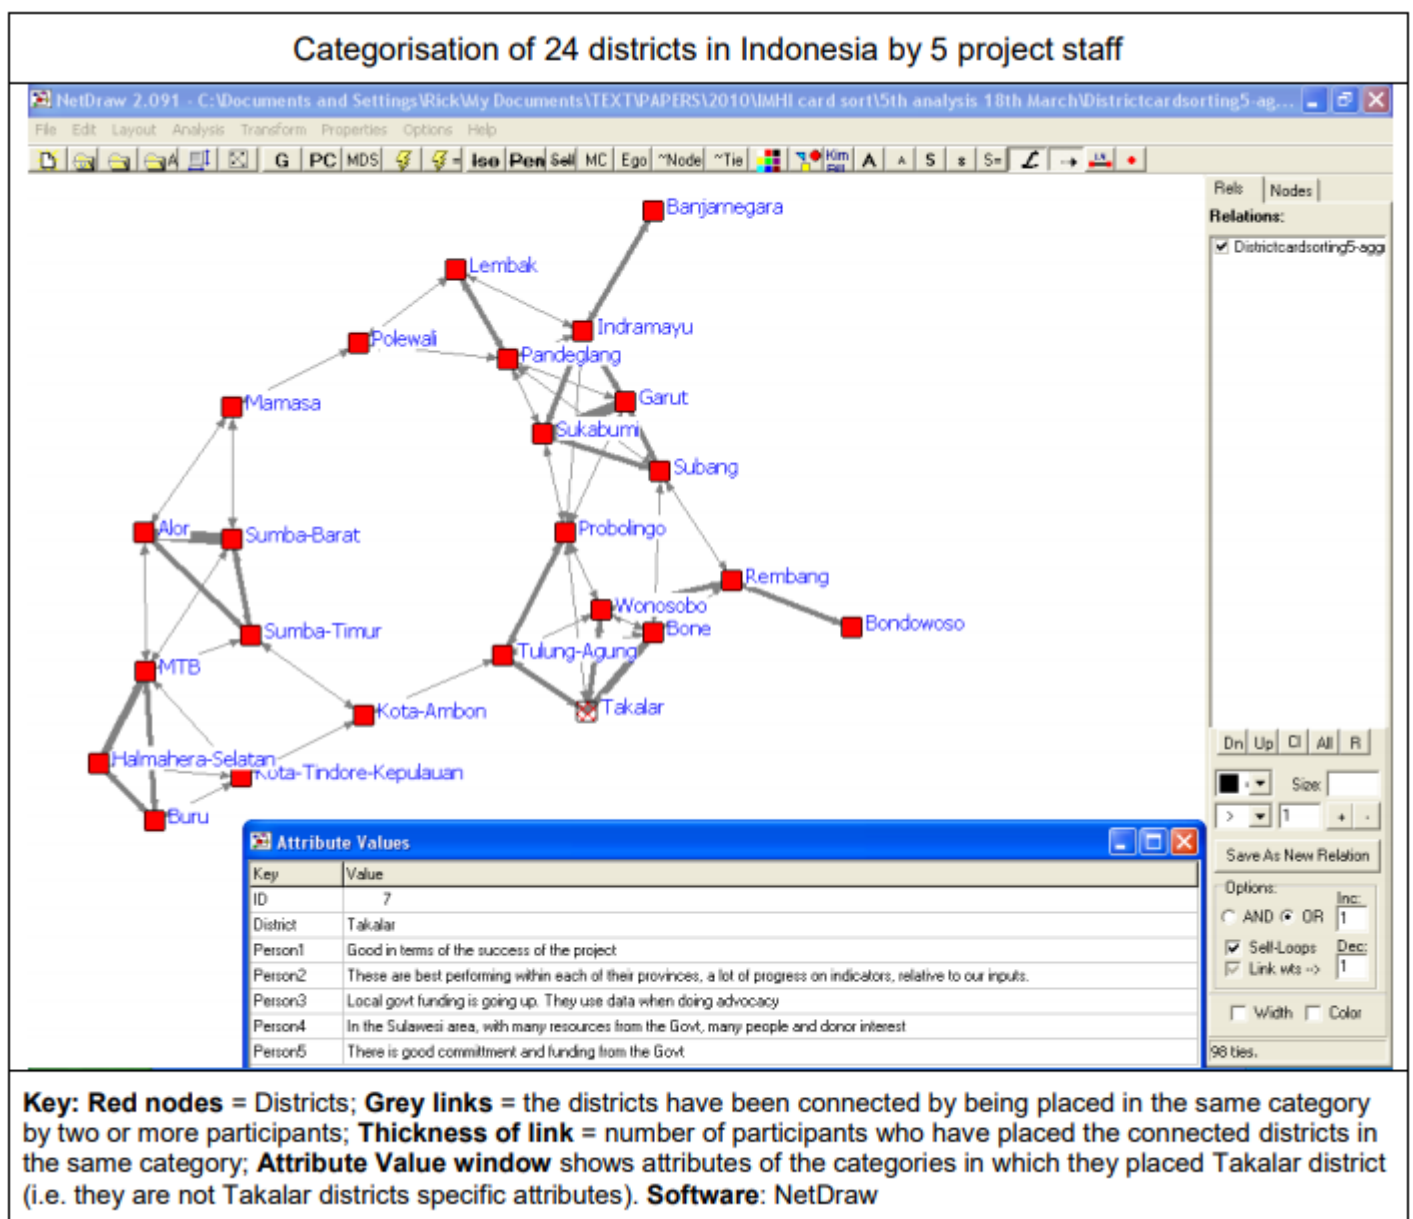 Categorisation of 24 districts in Indonesia by 5 project staff
NetDraw 2.091 - C:\Documents and Settings\Rick\My Documents\TEXT\PAPERS\2010\IMHI card sort\5th analysis 18th March\Districtcardsorting5-ag...
File Edit Layout Analysis Transform Properties Options Help
G PC MDS = Iso Pen Sell MC Ego ~Node ~Tie A A S s S=
Rels Nodes
Relations:
Districtcardsorting5-aggr
Banjarnegara
Lembak
Indramayu
Polewali
Pandeglang
Garut
Mamasa
Sukabumi
Subang
Alor
Sumba-Barat
Probolingo
Rembang
Wonosobo
Bone
Bondowoso
Sumba-Timur
Tulung-Agung
MTB
Kota-Ambon
Takalar
Halmahera-Selatan
Kota-Tindore-Kepulauan
Buru
Dn Up Cl All R
Size:
> 1 + -
Save As New Relation
Options:
Inc:
AND OR 1
Self-Loops Dec:
Link wts --> 1
Width Color
98 ties.
Attribute Values
Key Value
ID 7
District Takalar
Person1 Good in terms of the success of the project
Person2 These are best performing within each of their provinces, a lot of progress on indicators, relative to our inputs.
Person3 Local govt funding is going up. They use data when doing advocacy
Person4 In the Sulawesi area, with many resources from the Govt, many people and donor interest
Person5 There is good committment and funding from the Govt
Key: Red nodes = Districts; Grey links = the districts have been connected by being placed in the same category
by two or more participants; Thickness of link = number of participants who have placed the connected districts in
the same category; Attribute Value window shows attributes of the categories in which they placed Takalar district
(i.e. they are not Takalar districts specific attributes). Software: NetDraw